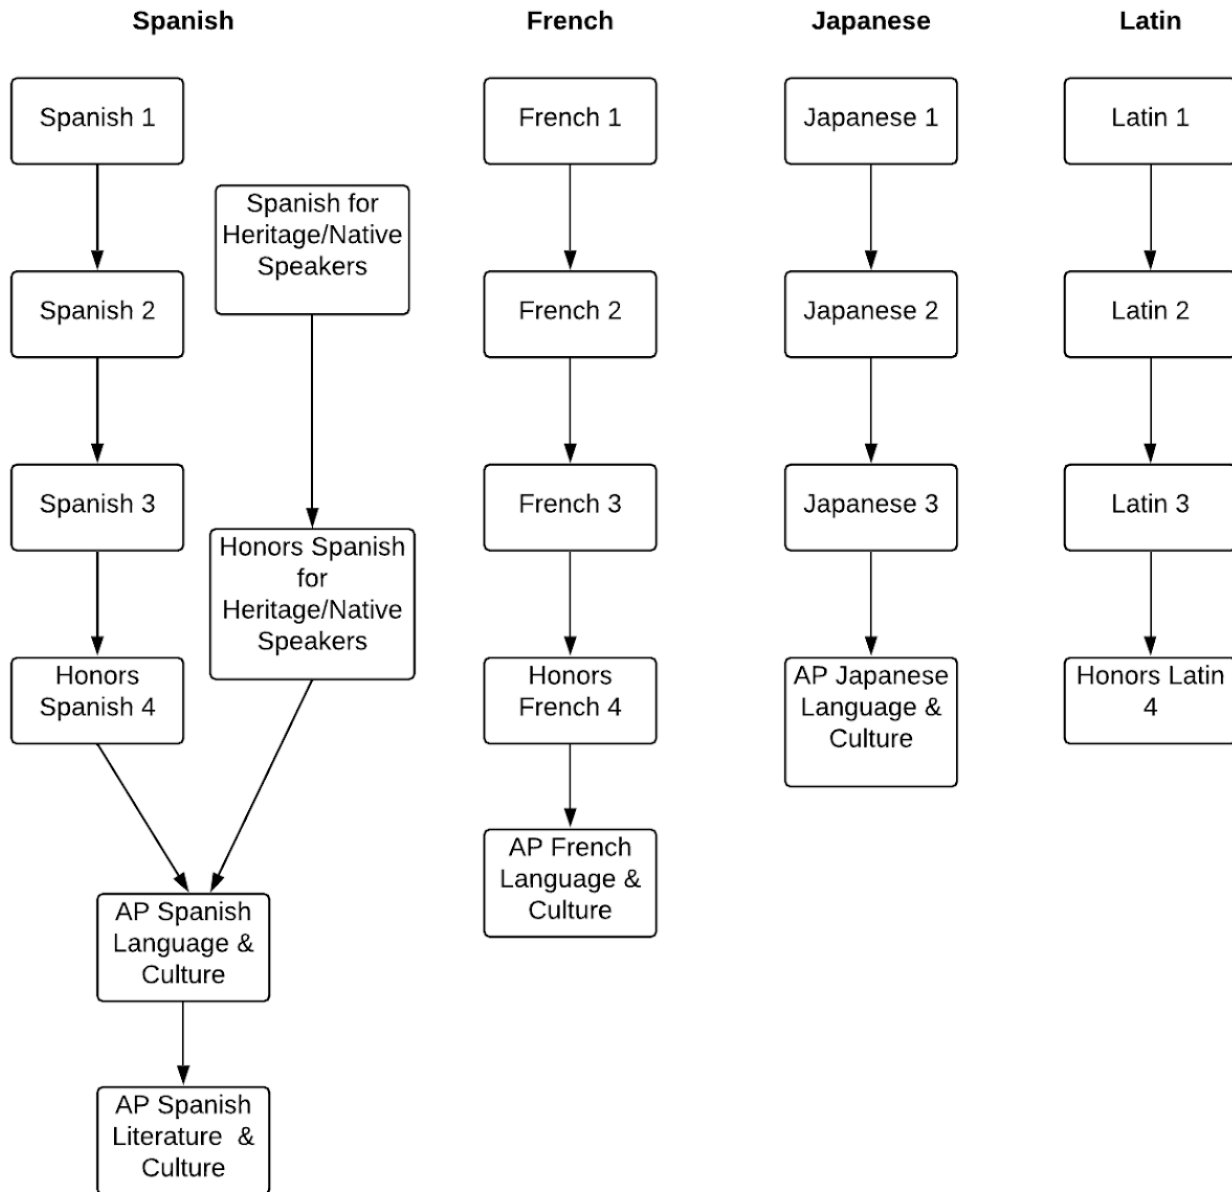 Spanish
French
Japanese
Latin
Spanish 1
Spanish 2
Spanish 3
Honors
Spanish 4
Spanish for
Heritage/Native
Speakers
Honors Spanish
for
Heritage/Native
Speakers
AP Spanish
Language &
Culture
AP Spanish
Literature &
Culture
French 1
French 2
French 3
Honors
French 4
AP French
Language &
Culture
Japanese 1
Japanese 2
Japanese 3
AP Japanese
Language &
Culture
Latin 1
Latin 2
Latin 3
Honors Latin
4